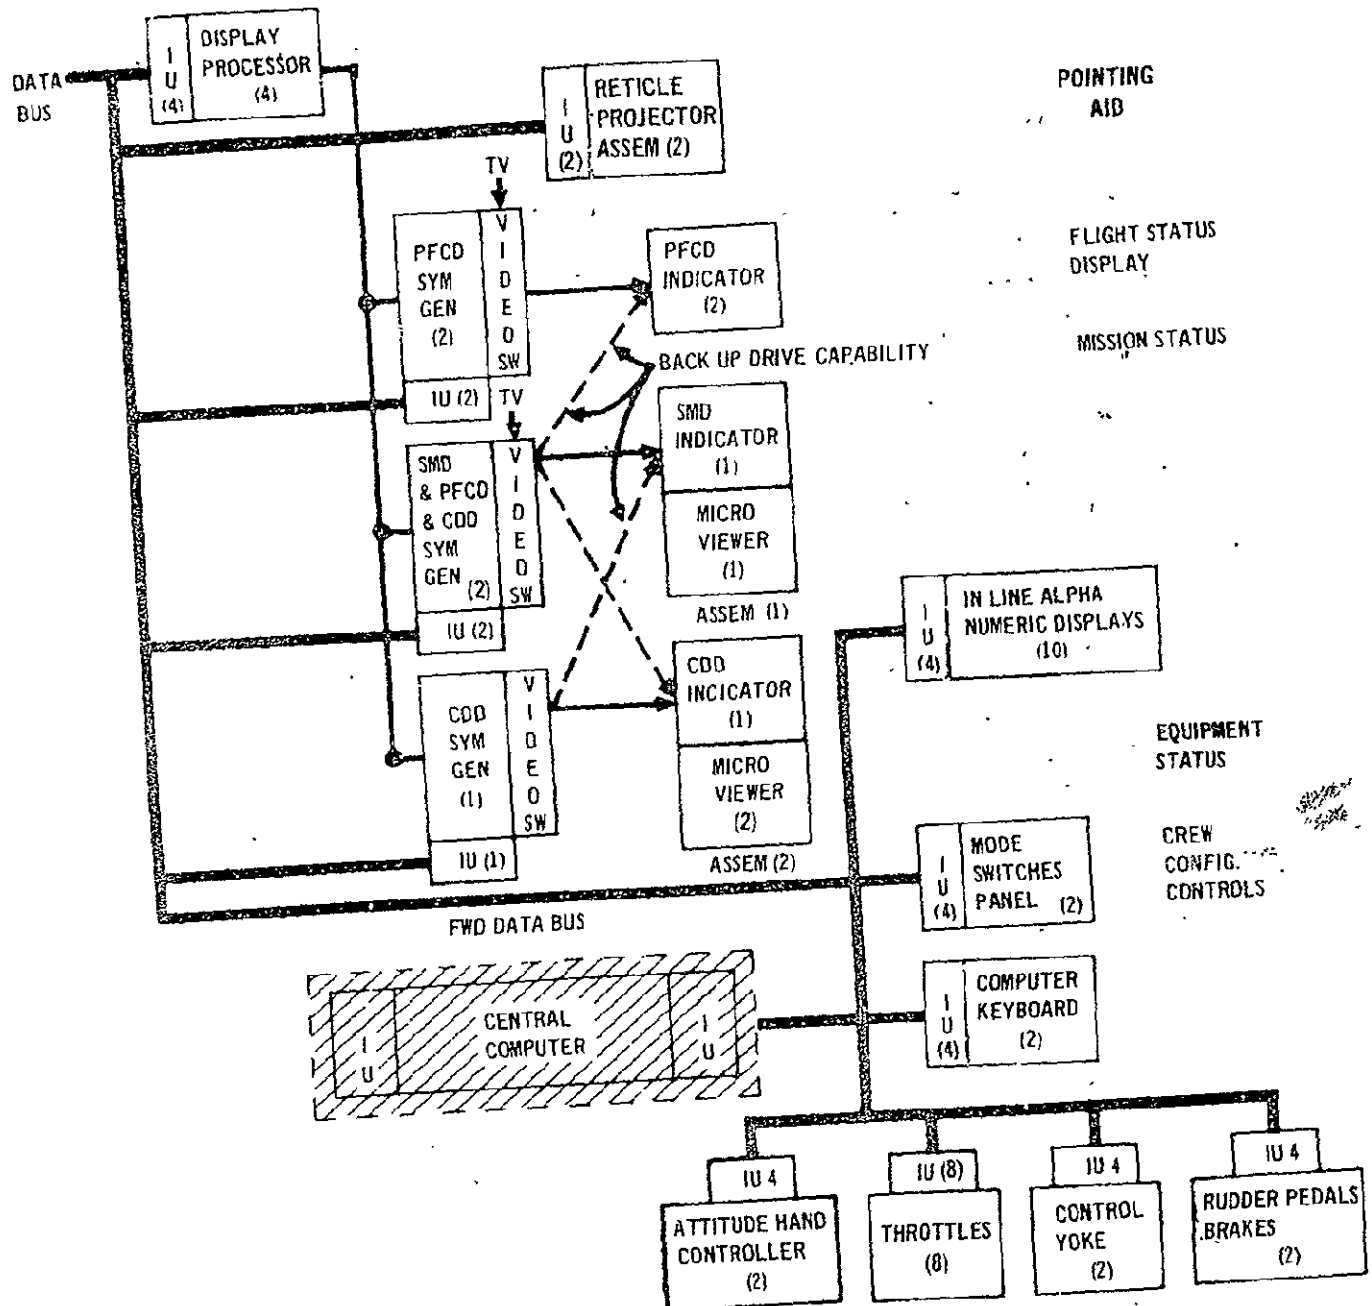 DATA
BUS
I
U
(4)
DISPLAY
PROCESSOR
(4)
I
U
(2)
RETICLE
PROJECTOR
ASSEM (2)
POINTING
AID
TV
PFCD
SYM
GEN
(2)
VIDEO SW
IU (2)
PFCD
INDICATOR
(2)
FLIGHT STATUS
DISPLAY
BACK UP DRIVE CAPABILITY
MISSION STATUS
TV
SMD
& PFCD
& CDD
SYM
GEN (2)
VIDEO SW
IU (2)
SMD
INDICATOR
(1)
MICRO
VIEWER
(1)
ASSEM (1)
I
U
(4)
IN LINE ALPHA
NUMERIC DISPLAYS
(10)
CDD
SYM
GEN
(1)
VIDEO SW
IU (1)
CDD
INCICATOR
(1)
MICRO
VIEWER
(2)
ASSEM (2)
EQUIPMENT
STATUS
I
U
(4)
MODE
SWITCHES
PANEL (2)
CREW
CONFIG.
CONTROLS
FWD DATA BUS
I
U
CENTRAL
COMPUTER
I
U
I
U
(4)
COMPUTER
KEYBOARD
(2)
IU 4
ATTITUDE HAND
CONTROLLER
(2)
IU (8)
THROTTLES
(8)
IU 4
CONTROL
YOKE
(2)
IU 4
RUDDER PEDALS
BRAKES
(2)